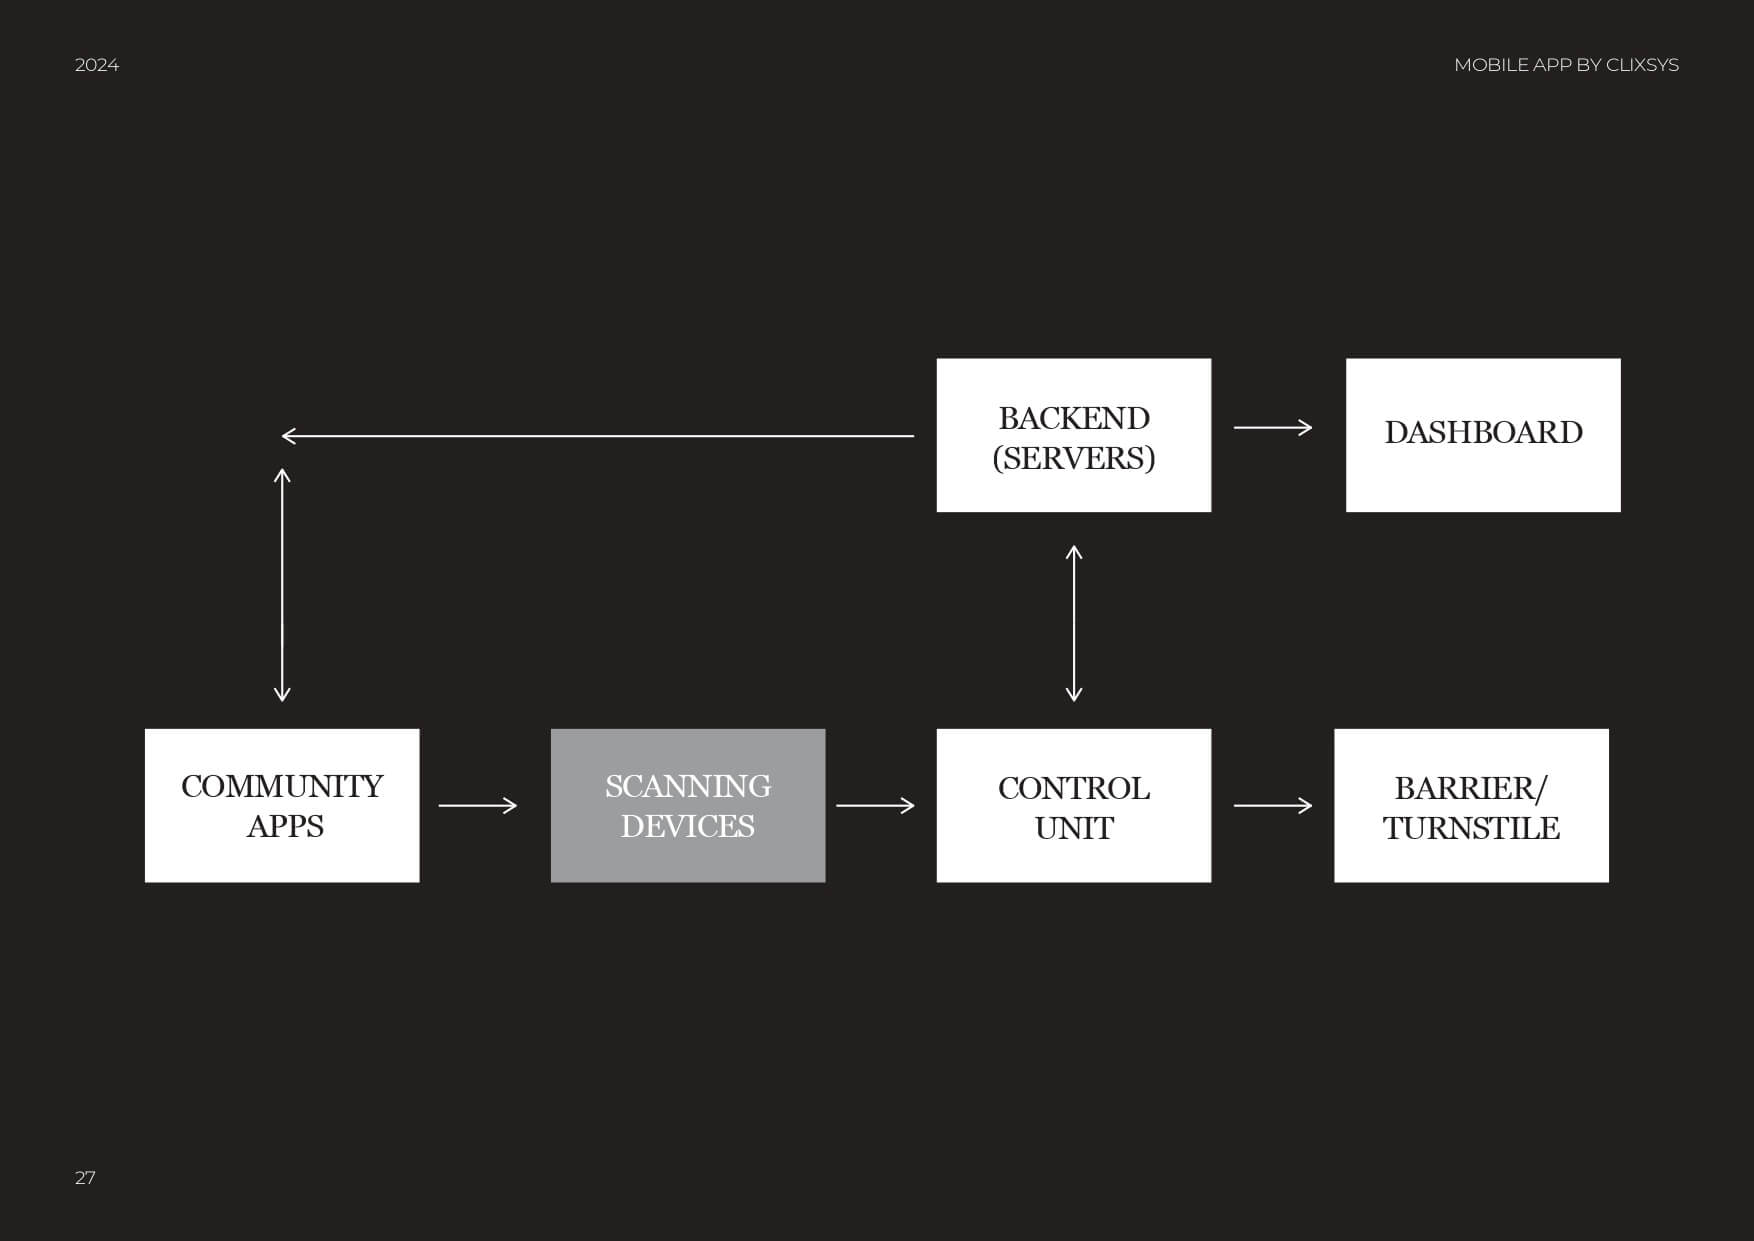 2024
MOBILE APP BY CLIXSYS
BACKEND
(SERVERS)
DASHBOARD
COMMUNITY
APPS
SCANNING
DEVICES
CONTROL
UNIT
BARRIER/
TURNSTILE
27